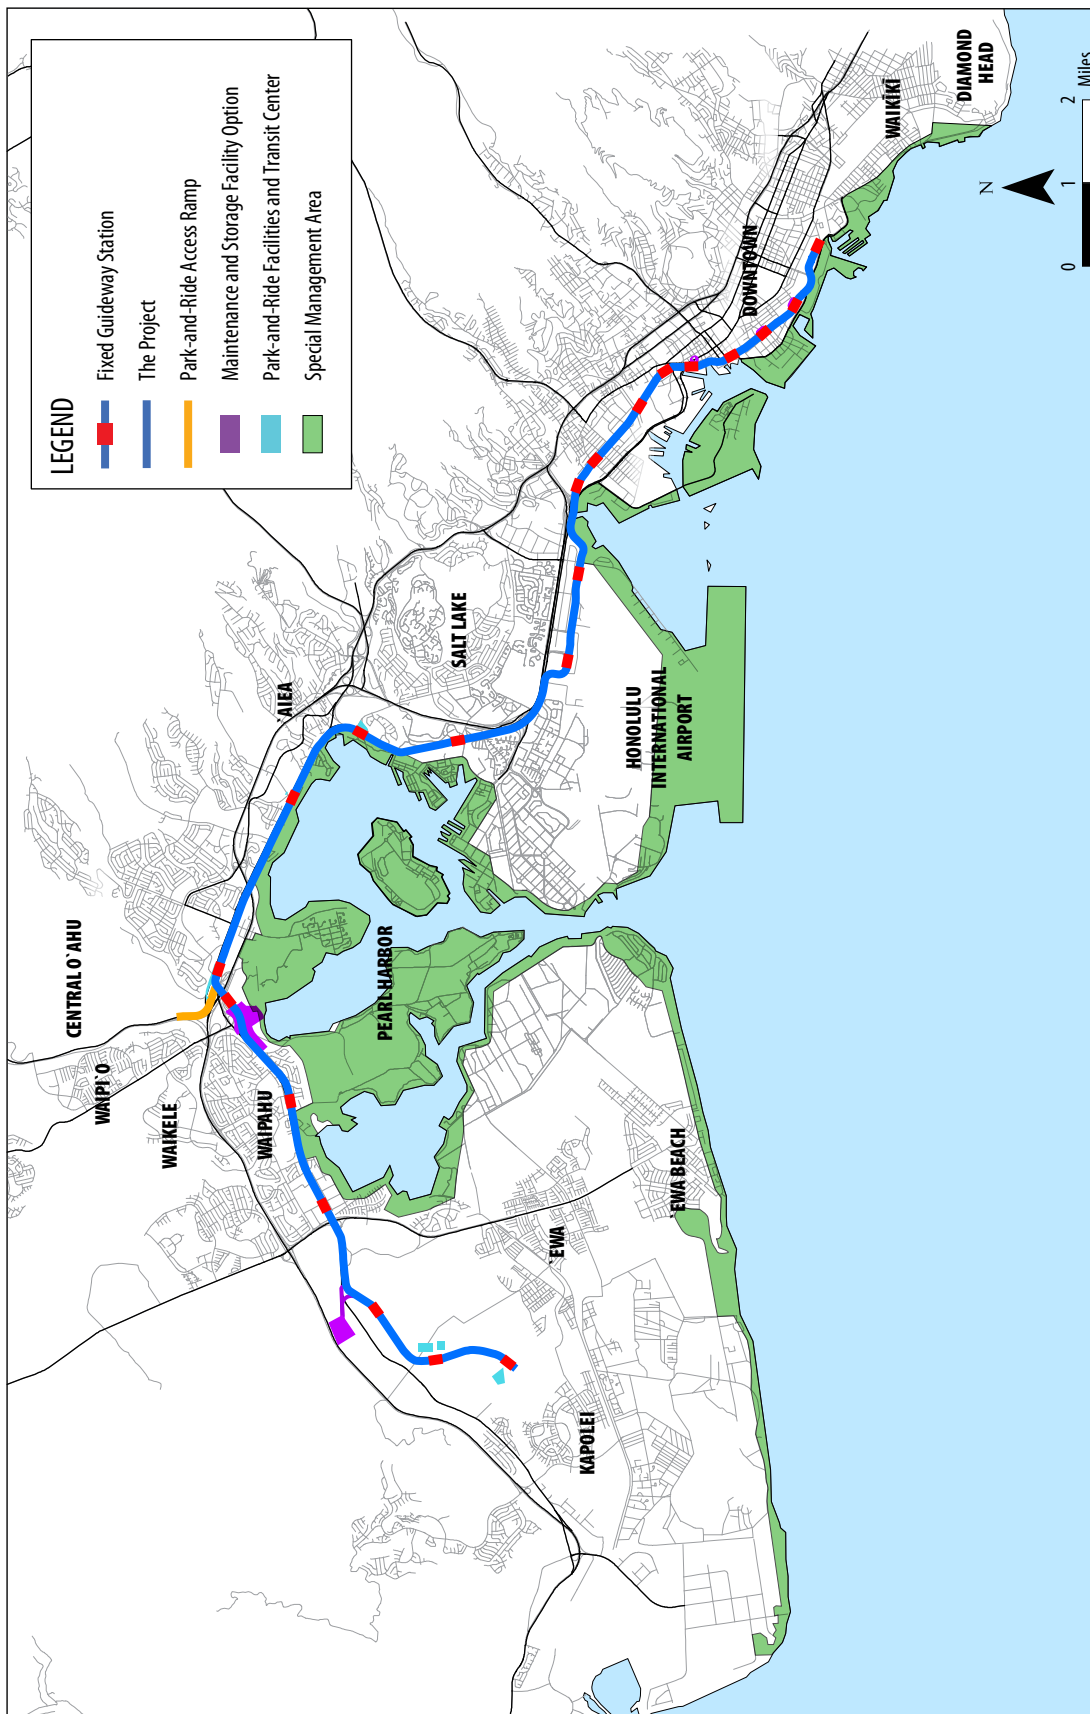 LEGEND
Fixed Guideway Station
The Project
Park-and-Ride Access Ramp
Maintenance and Storage Facility Option
Park-and-Ride Facilities and Transit Center
Special Management Area
CENTRAL O`AHU
WAIPI`O
WAIKELE
WAIPAHU
`AIEA
SALT LAKE
PEARL HARBOR
HONOLULU
INTERNATIONAL
AIRPORT
`EWA
`EWA BEACH
KAPOLEI
DOWNTOWN
WAIKĪKĪ
DIAMOND
HEAD
N
0 1 2
Miles